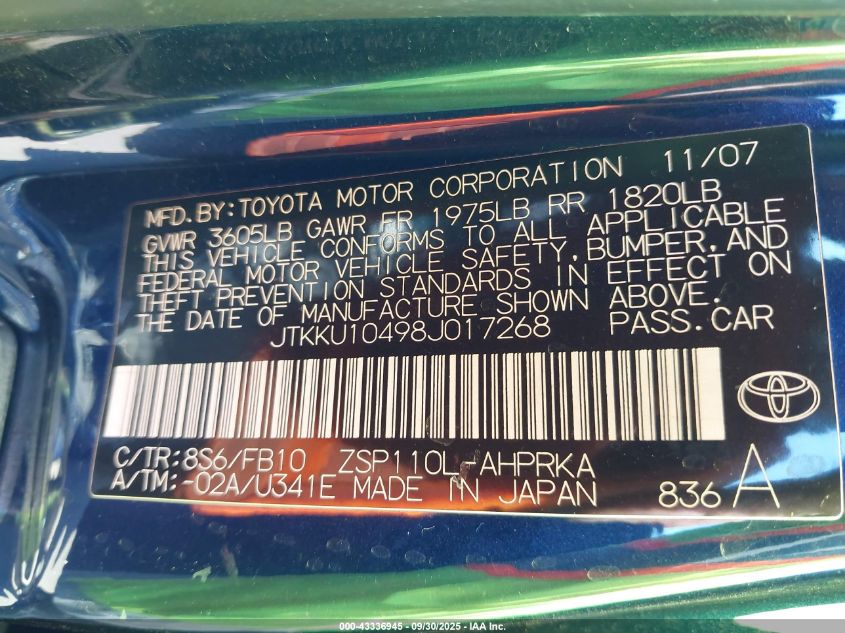 MFD.BY:TOYOTA MOTOR CORPORATION 11/07
GVWR 3605LB GAWR FR 1975LB RR 1820LB
THIS VEHICLE CONFORMS TO ALL APPLICABLE
FEDERAL MOTOR VEHICLE SAFETY,BUMPER,AND
THEFT PREVENTION STANDARDS IN EFFECT ON
THE DATE OF MANUFACTURE SHOWN ABOVE.
JTKKU10498J017268 PASS.CAR
C/TR:8S6/FB10 ZSP110L-AHPRKA
A/TM:-02A/U341E MADE IN JAPAN 836 A
000-43336945 - 09/30/2025 - IAA Inc.